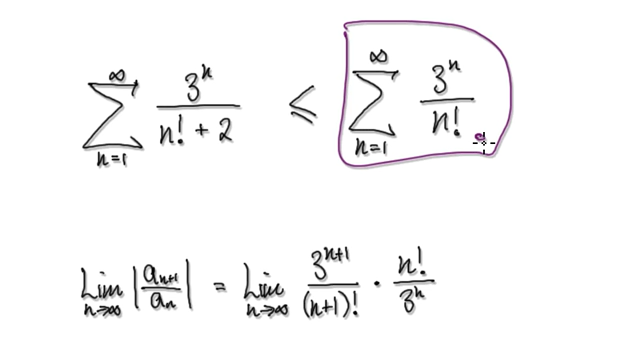 ∑_{n=1}^{∞} 3^n / (n! + 2) ≤ ∑_{n=1}^{∞} 3^n / n!
Lim_{n→∞} |a_{n+1} / a_n| = Lim_{n→∞} 3^{n+1} / (n+1)! · n! / 3^n